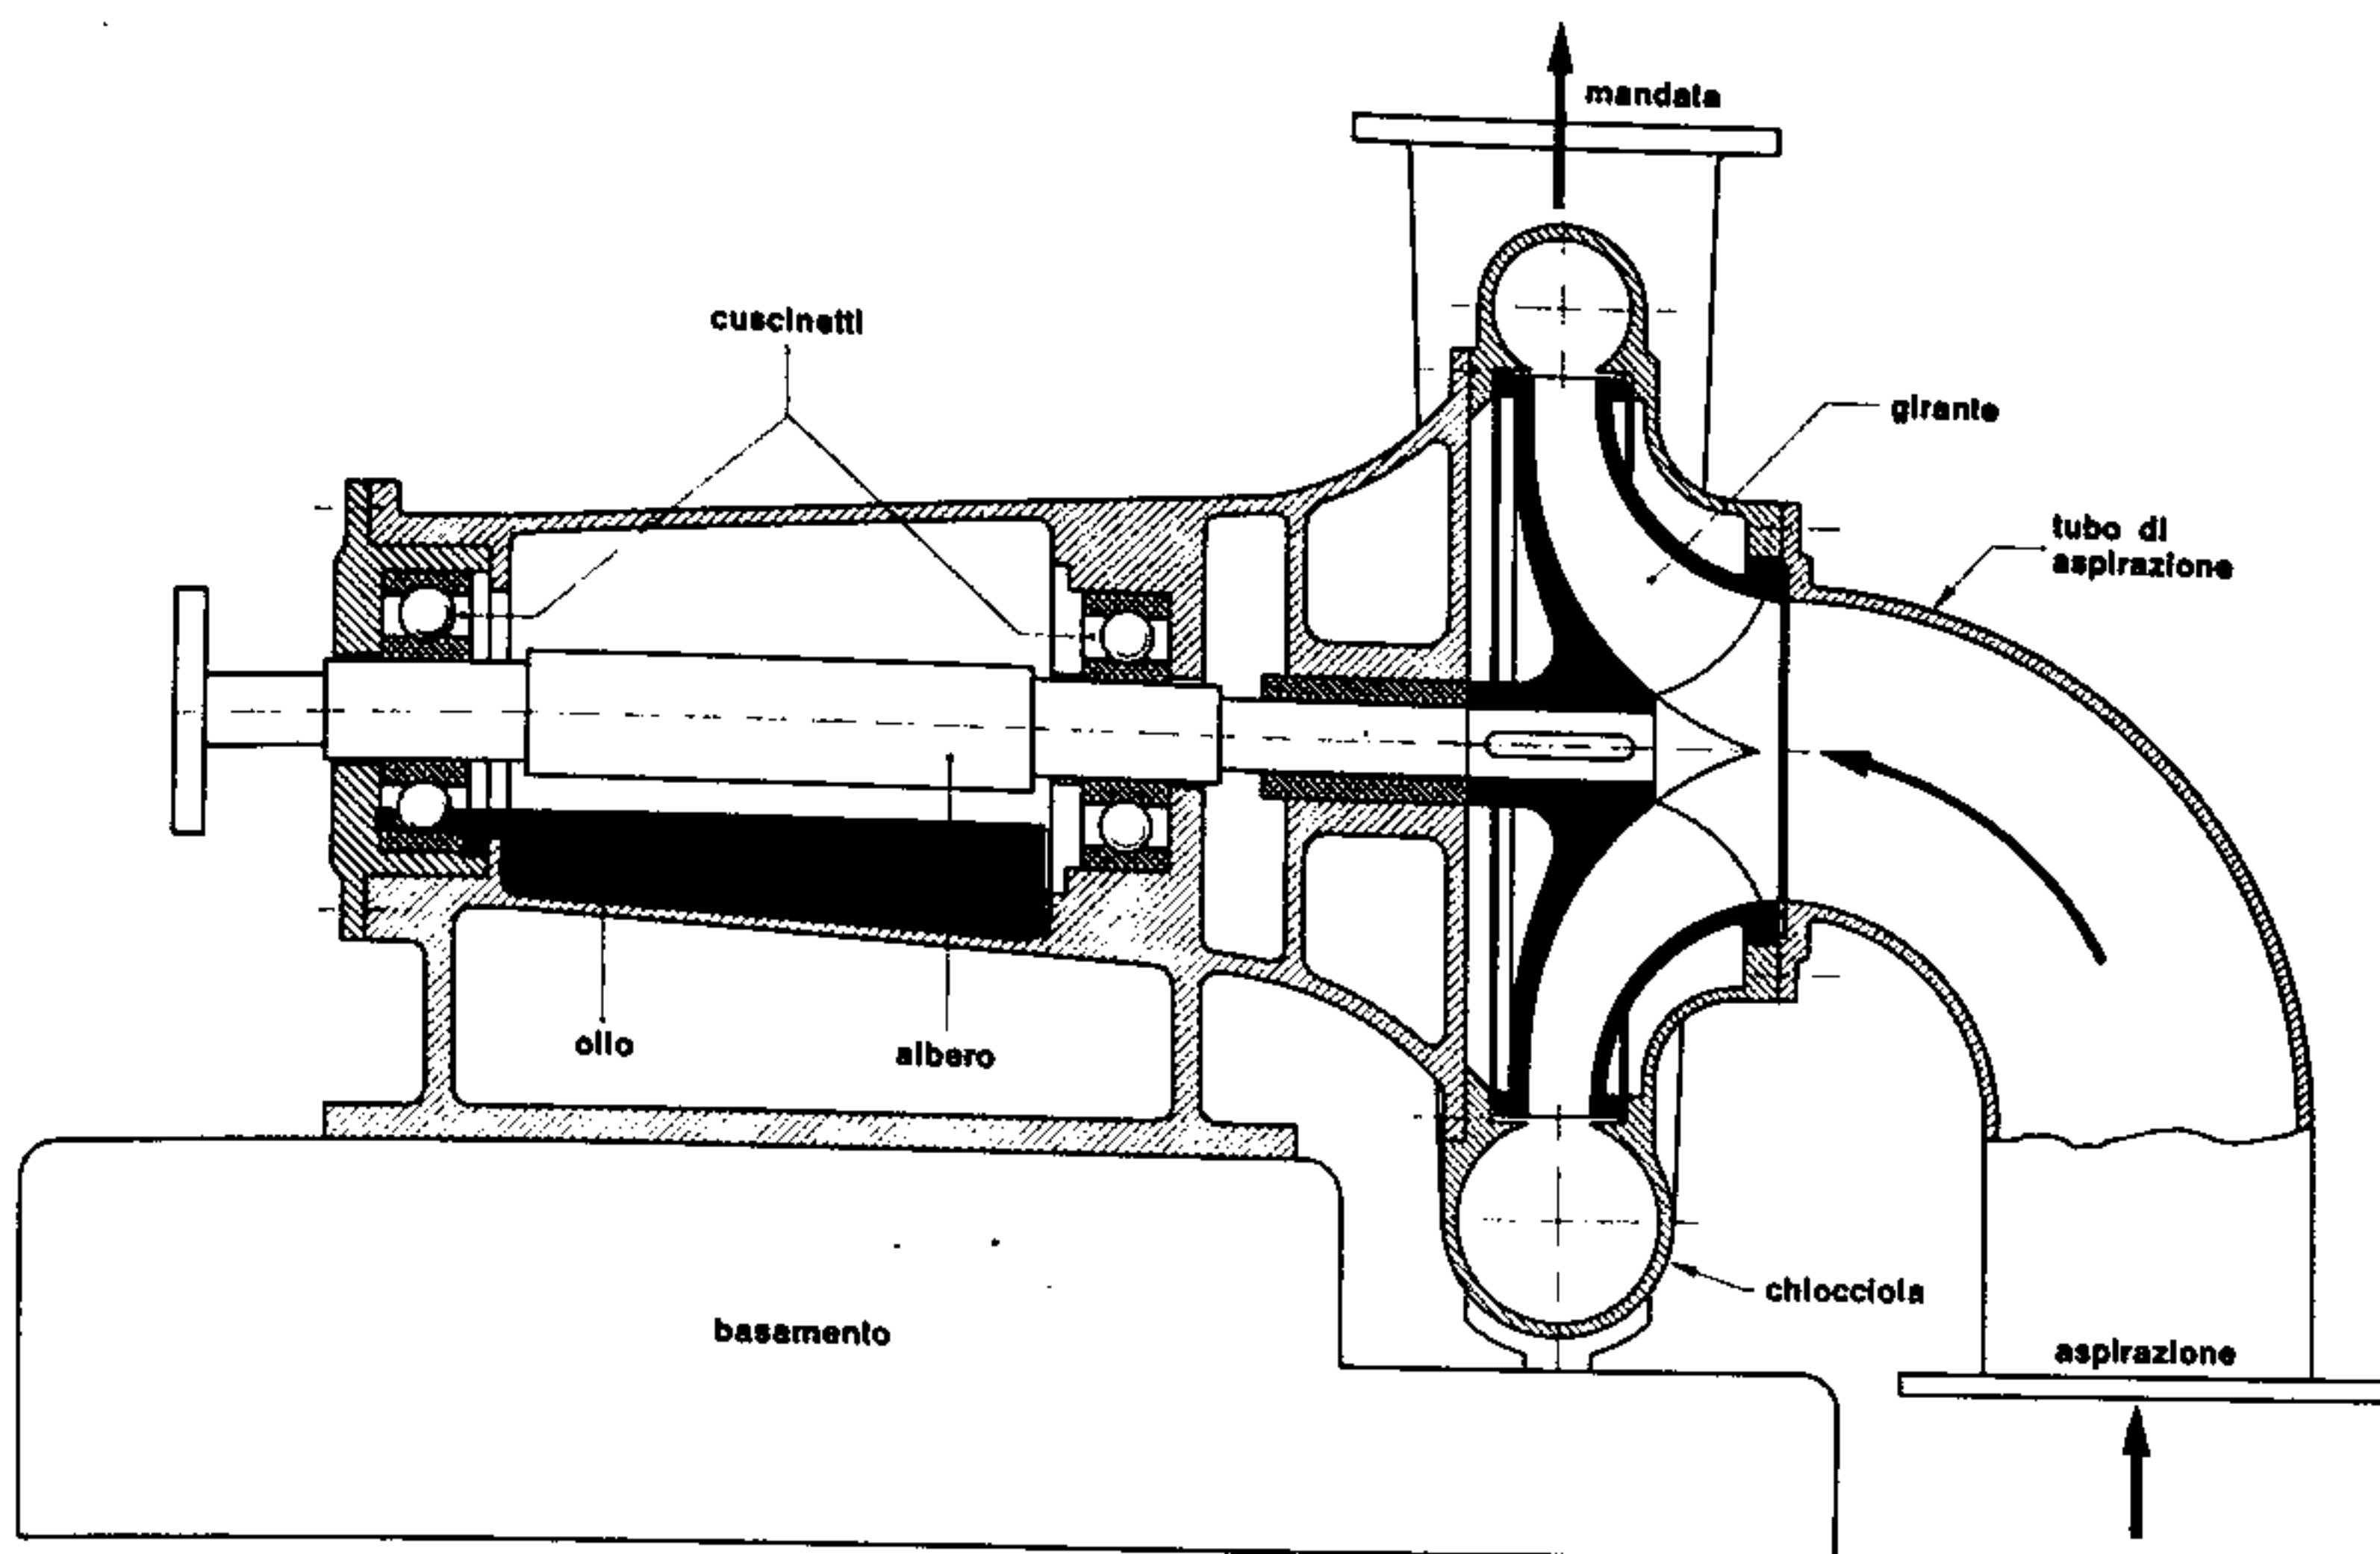 mandata
cuscinetti
girante
tubo di
aspirazione
olio
albero
chiocciola
basamento
aspirazione